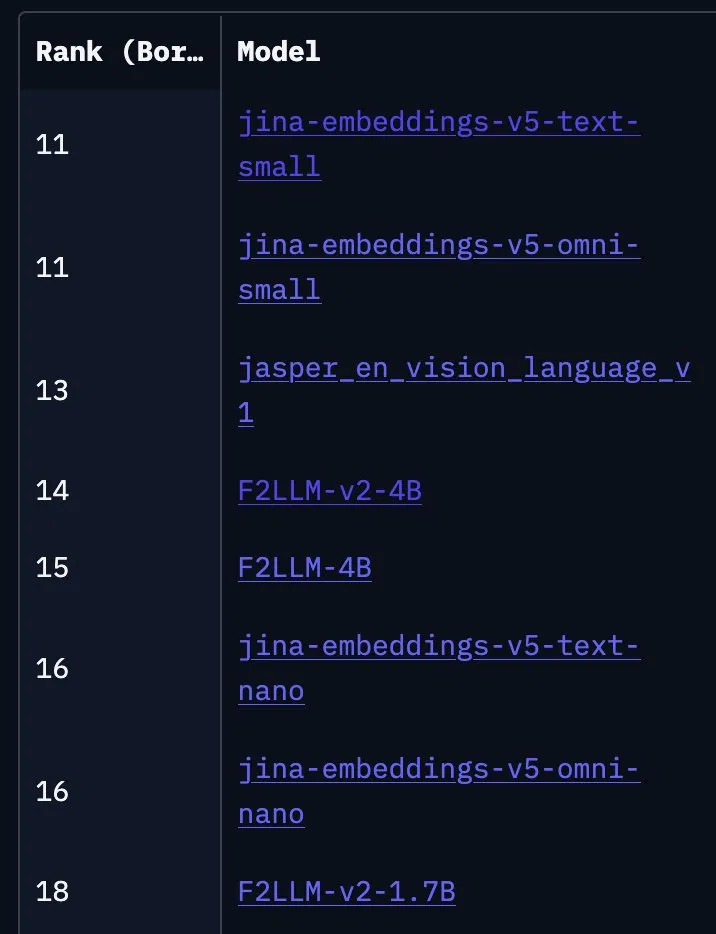 Rank (Bor… Model
11 jina-embeddings-v5-text-
small
11 jina-embeddings-v5-omni-
small
13 jasper_en_vision_language_v
1
14 F2LLM-v2-4B
15 F2LLM-4B
16 jina-embeddings-v5-text-
nano
16 jina-embeddings-v5-omni-
nano
18 F2LLM-v2-1.7B